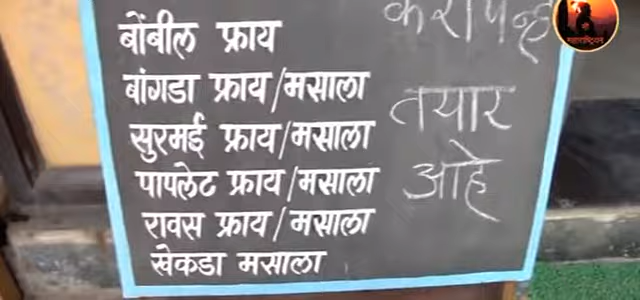 बोंबील फ्राय
बांगडा फ्राय/मसाला
सुरमई फ्राय/मसाला
पापलेट फ्राय/मसाला
रावस फ्राय/मसाला
खेकडा मसाला
तयार
आहे